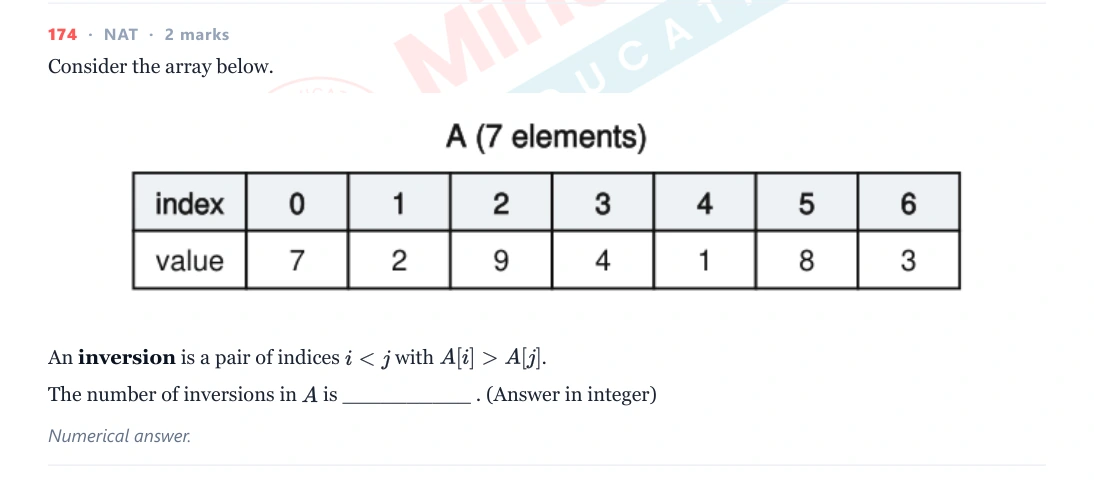 174 · NAT · 2 marks
Consider the array below.
A (7 elements)
index 0 1 2 3 4 5 6
value 7 2 9 4 1 8 3
An inversion is a pair of indices i < j with A[i] > A[j].
The number of inversions in A is ____________ . (Answer in integer)
Numerical answer.